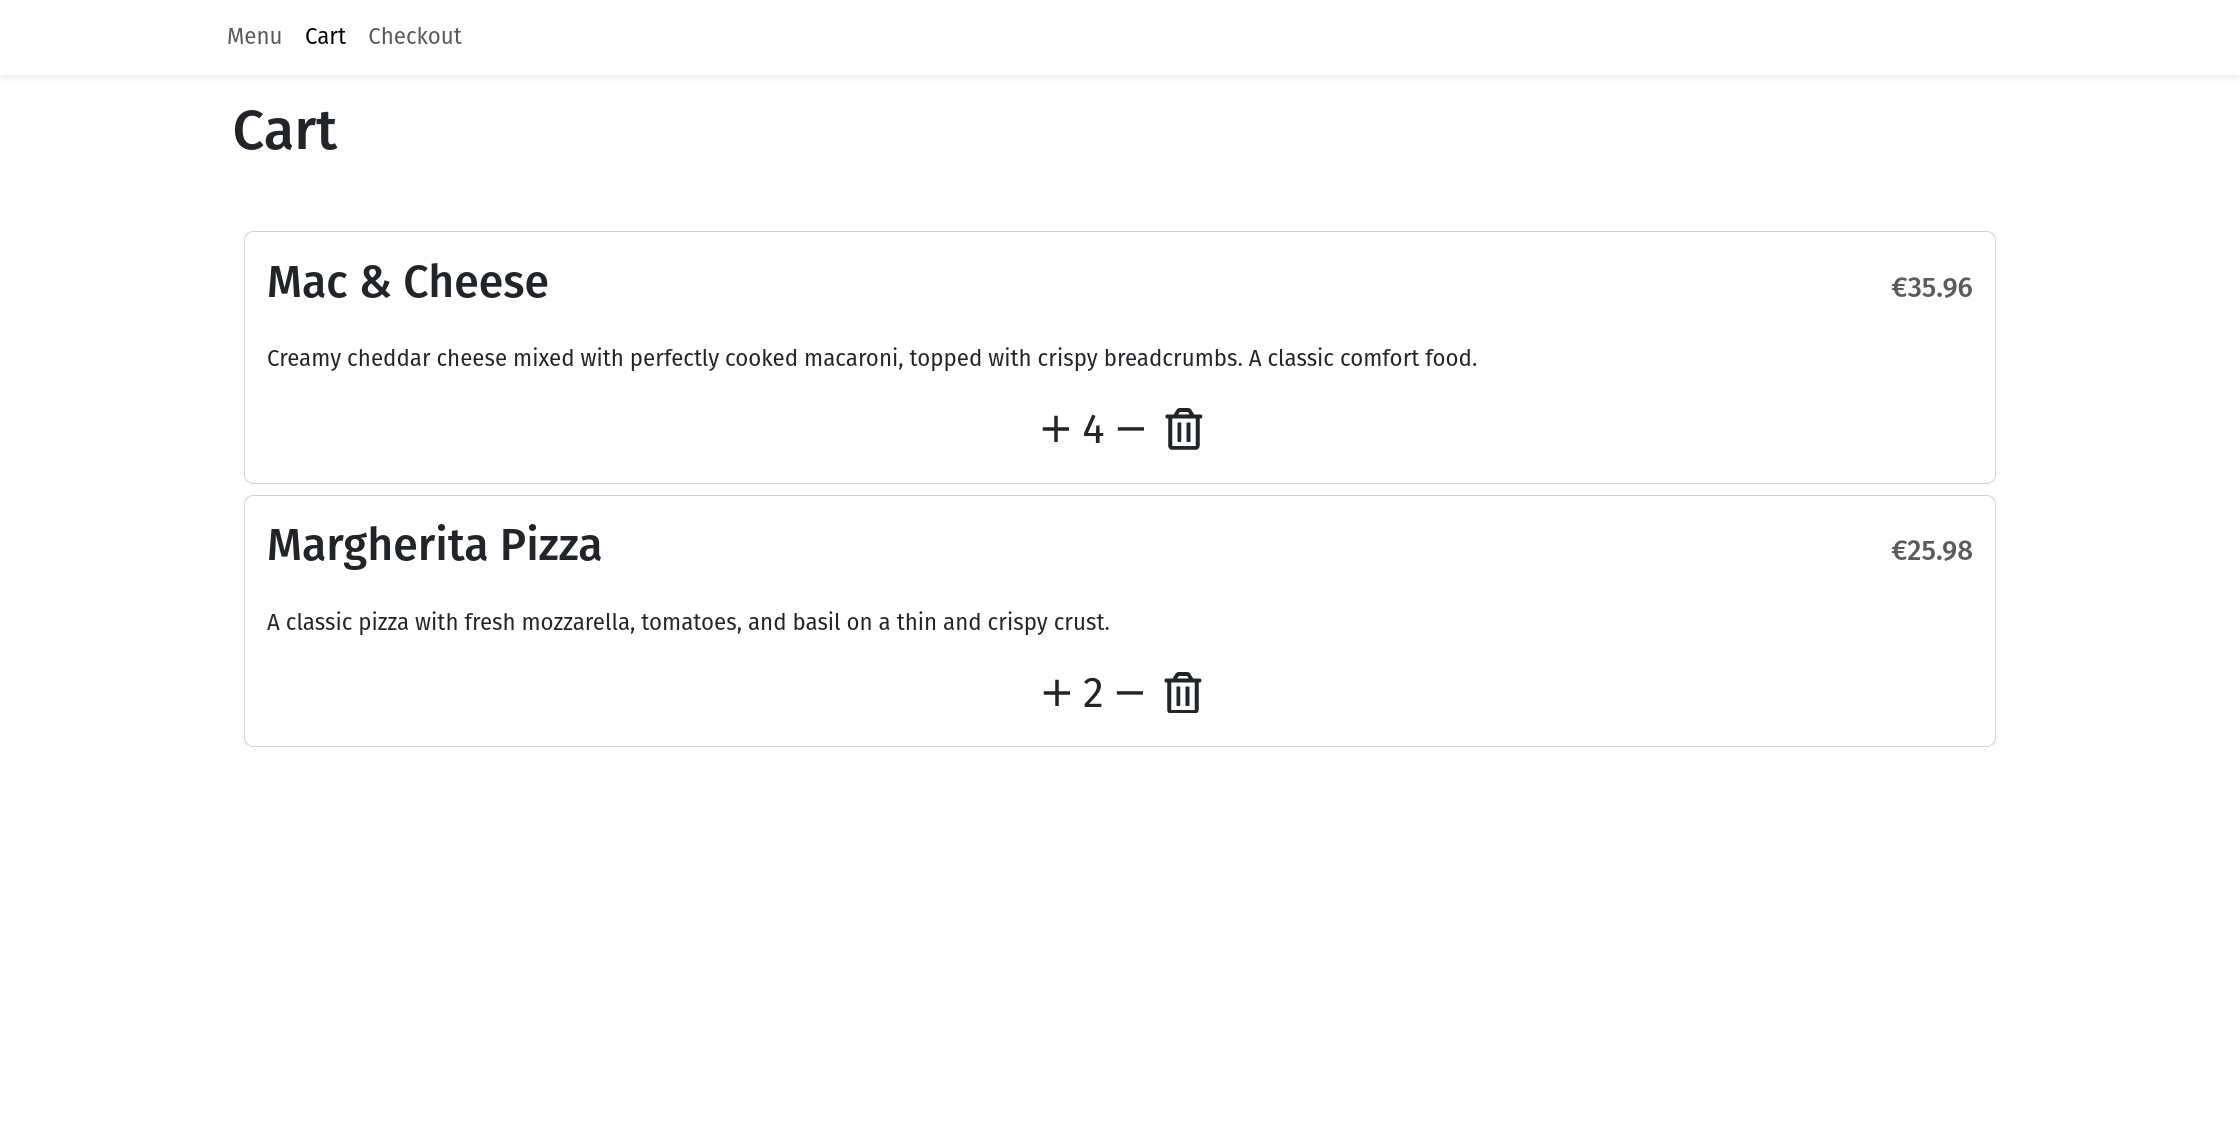 Menu Cart Checkout
Cart
Mac & Cheese €35.96
Creamy cheddar cheese mixed with perfectly cooked macaroni, topped with crispy breadcrumbs. A classic comfort food.
+ 4 −
Margherita Pizza €25.98
A classic pizza with fresh mozzarella, tomatoes, and basil on a thin and crispy crust.
+ 2 −